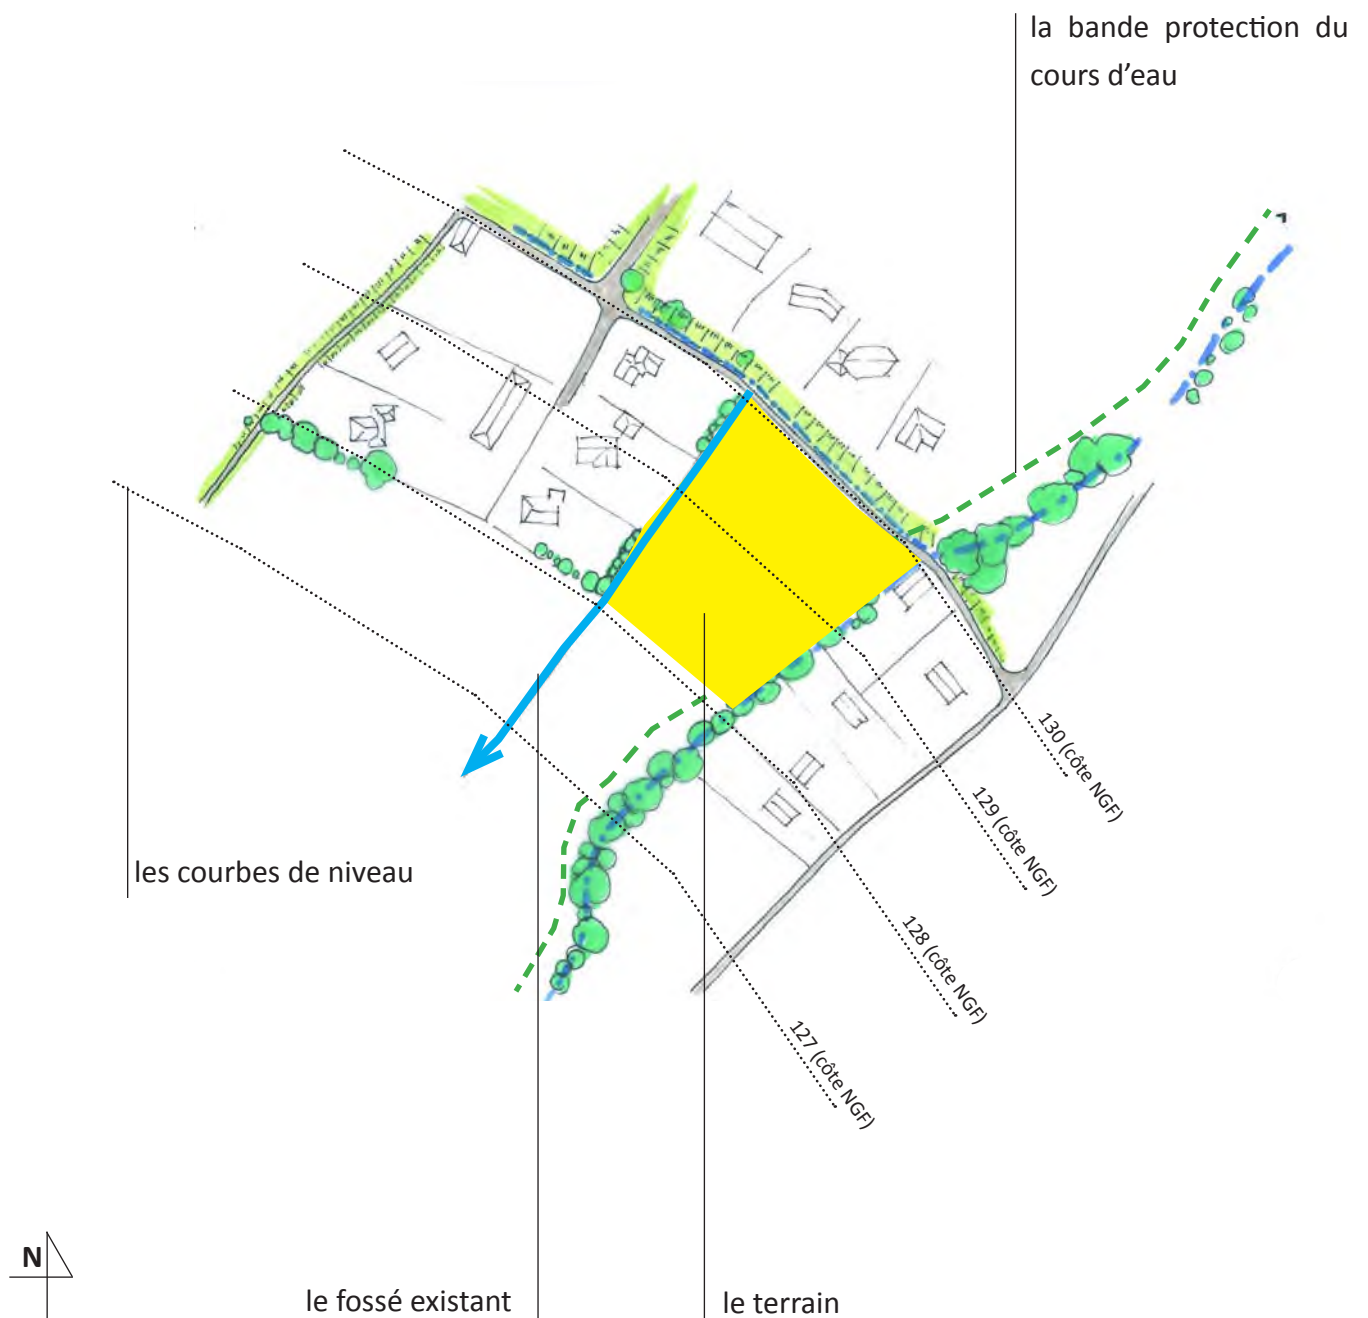 la bande protection du
cours d’eau
130 (côte NGF)
129 (côte NGF)
128 (côte NGF)
127 (côte NGF)
les courbes de niveau
N
le fossé existant
le terrain